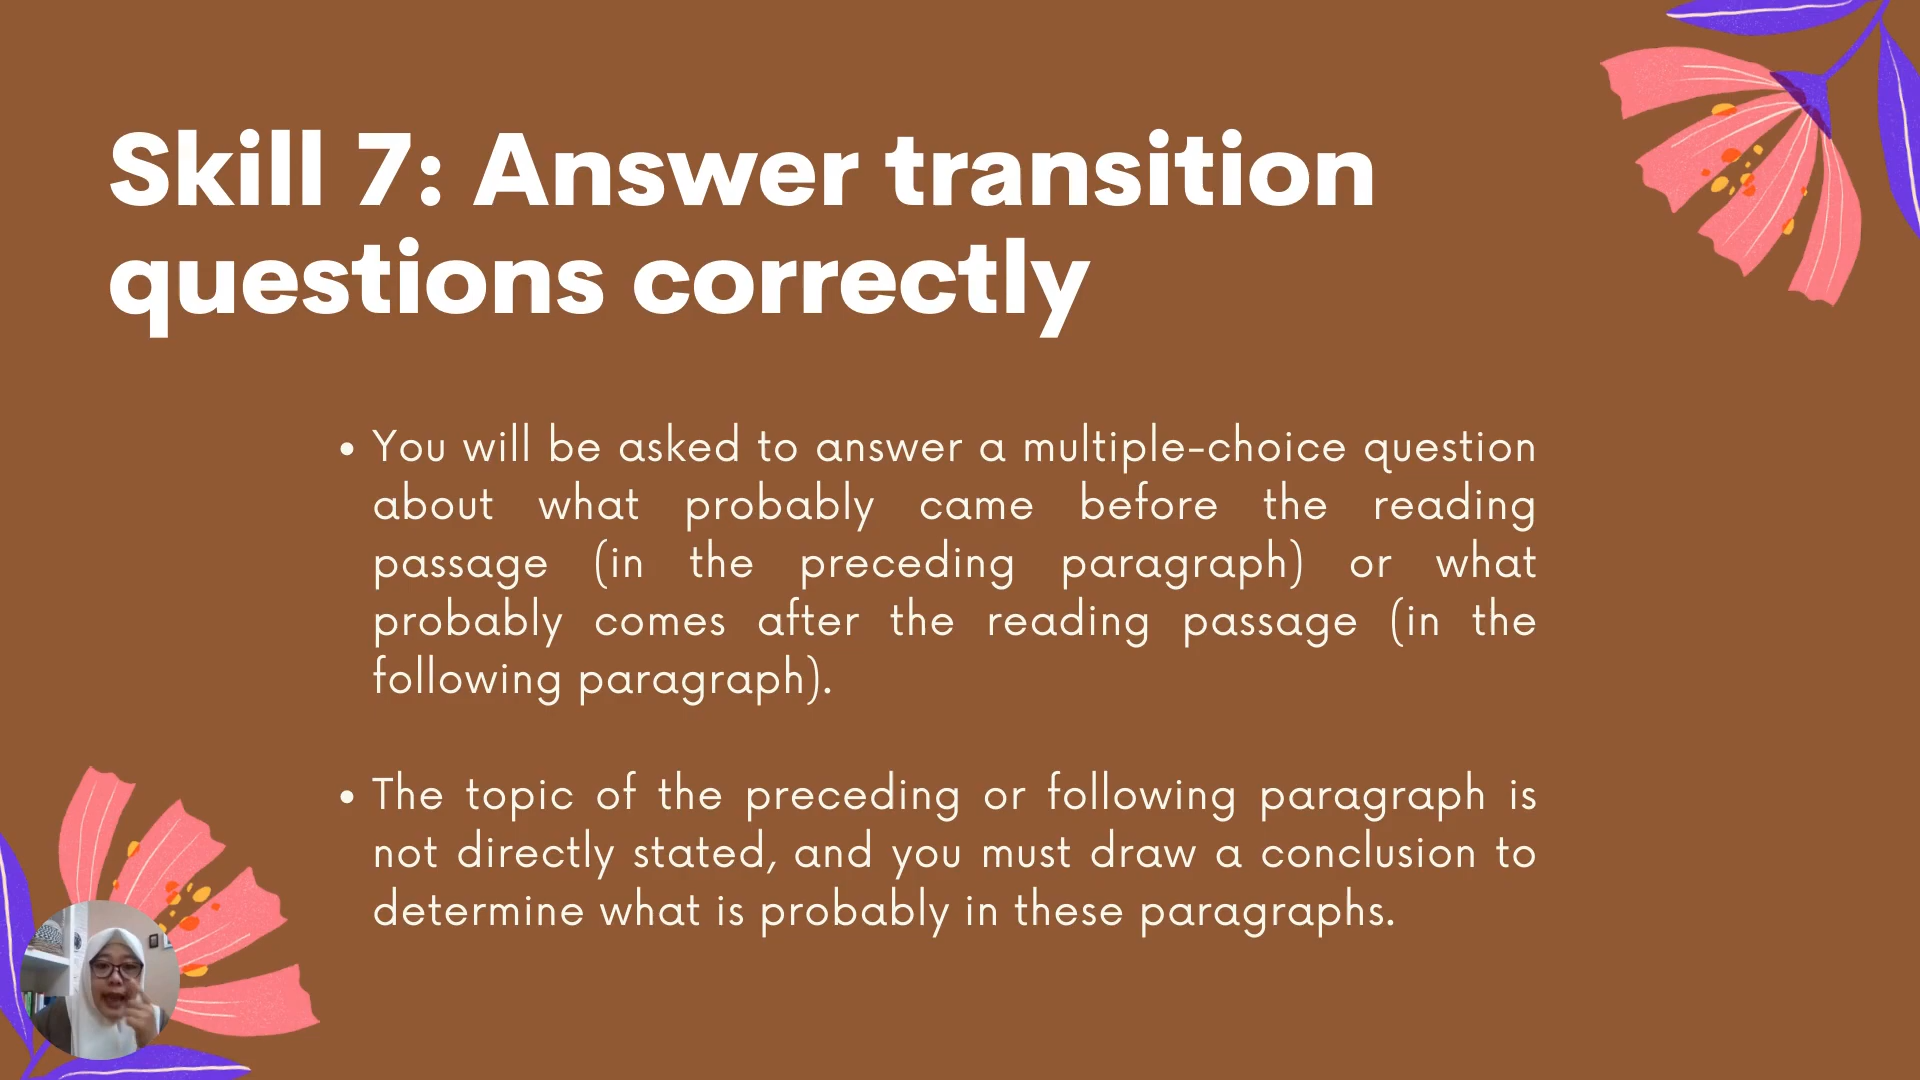 Skill 7: Answer transition
questions correctly
• You will be asked to answer a multiple-choice question
about what probably came before the reading
passage (in the preceding paragraph) or what
probably comes after the reading passage (in the
following paragraph).
• The topic of the preceding or following paragraph is
not directly stated, and you must draw a conclusion to
determine what is probably in these paragraphs.